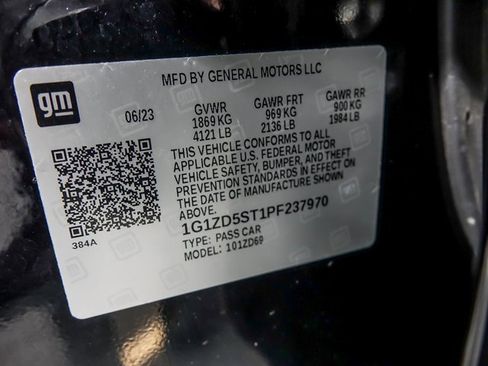 MFD BY GENERAL MOTORS LLC
gm
06/23 GVWR GAWR FRT GAWR RR
1869 KG 969 KG 900 KG
4121 LB 2136 LB 1984 LB
THIS VEHICLE CONFORMS TO ALL
APPLICABLE U.S. FEDERAL MOTOR
VEHICLE SAFETY, BUMPER, AND THEFT
PREVENTION STANDARDS IN EFFECT ON
THE DATE OF MANUFACTURE SHOWN
ABOVE.
1G1ZD5ST1PF237970
TYPE: PASS CAR
MODEL: 101ZD69
384A